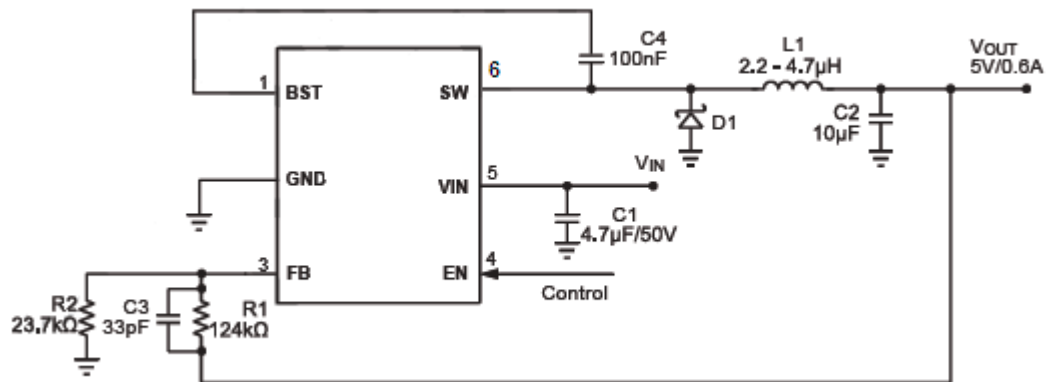 C4
100nF
L1
2.2 - 4.7µH
VOUT
5V/0.6A
1
BST
SW
6
D1
C2
10µF
GND
VIN
5
VIN
C1
4.7µF/50V
3
FB
EN
4
Control
R2
23.7kΩ
C3
33pF
R1
124kΩ